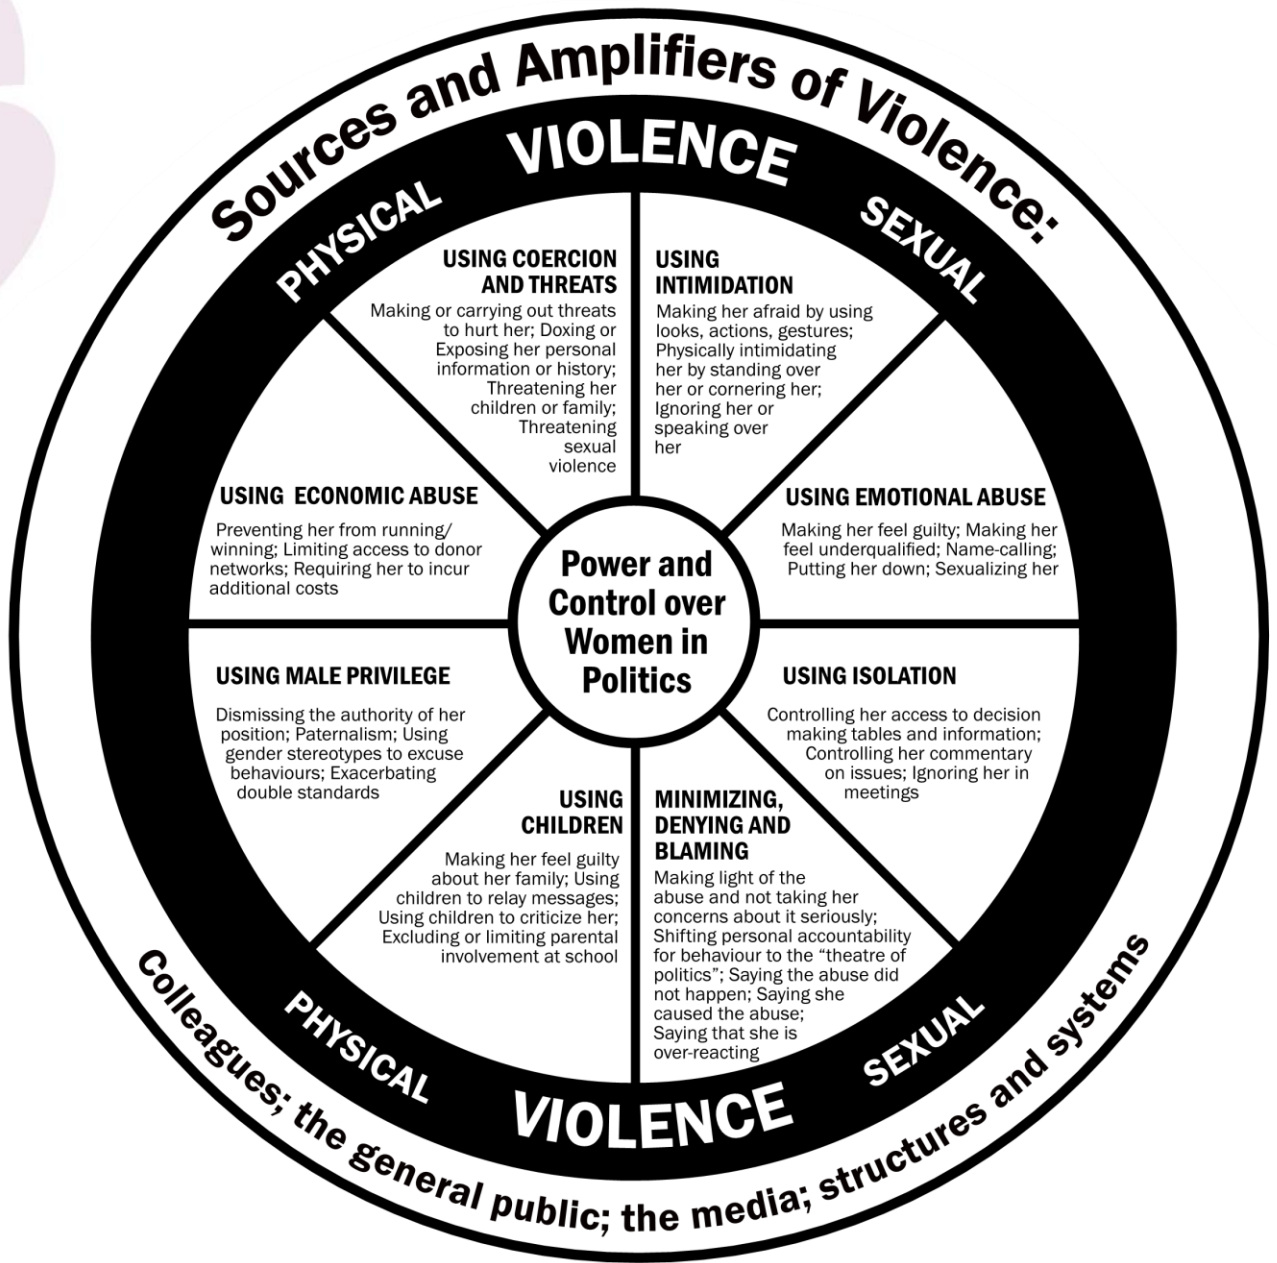 Sources and Amplifiers of Violence:
PHYSICAL
VIOLENCE
SEXUAL
USING COERCION
AND THREATS
Making or carrying out threats
to hurt her; Doxing or
Exposing her personal
information or history;
Threatening her
children or family;
Threatening
sexual
violence
USING
INTIMIDATION
Making her afraid by using
looks, actions, gestures;
Physically intimidating
her by standing over
her or cornering her;
Ignoring her or
speaking over
her
USING  ECONOMIC ABUSE
Preventing her from running/
winning; Limiting access to donor
networks; Requiring her to incur
additional costs
USING EMOTIONAL ABUSE
Making her feel guilty; Making her
feel underqualified; Name-calling;
Putting her down; Sexualizing her
Power and
Control over
Women in
Politics
USING MALE PRIVILEGE
Dismissing the authority of her
position; Paternalism; Using
gender stereotypes to excuse
behaviours; Exacerbating
double standards
USING ISOLATION
Controlling her access to decision
making tables and information;
Controlling her commentary
on issues; Ignoring her in
meetings
USING
CHILDREN
Making her feel guilty
about her family; Using
children to relay messages;
Using children to criticize her;
Excluding or limiting parental
involvement at school
MINIMIZING,
DENYING AND
BLAMING
Making light of the
abuse and not taking her
concerns about it seriously;
Shifting personal accountability
for behaviour to the “theatre of
politics”; Saying the abuse did
not happen; Saying she
caused the abuse;
Saying that she is
over-reacting
PHYSICAL
VIOLENCE
SEXUAL
Colleagues; the general public; the media; structures and systems